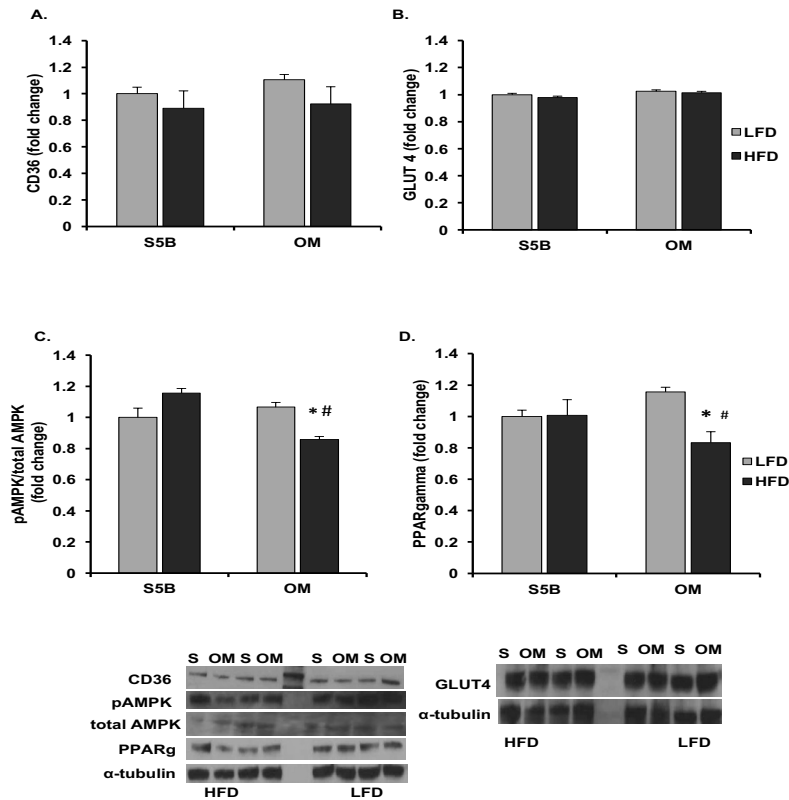 A.
CD36 (fold change)
1.4
1.2
1
0.8
0.6
0.4
0.2
0
S5B OM
B.
GLUT 4 (fold change)
1.4
1.2
1
0.8
0.6
0.4
0.2
0
S5B OM
LFD
HFD
C.
pAMPK/total AMPK
(fold change)
1.4
1.2
1
0.8
0.6
0.4
0.2
0
* #
S5B OM
D.
PPARgamma (fold change)
1.4
1.2
1
0.8
0.6
0.4
0.2
0
* #
S5B OM
LFD
HFD
S OM S OM S OM S OM
CD36
pAMPK
total AMPK
PPARg
α-tubulin
HFD LFD
S OM S OM S OM S OM
GLUT4
α-tubulin
HFD LFD